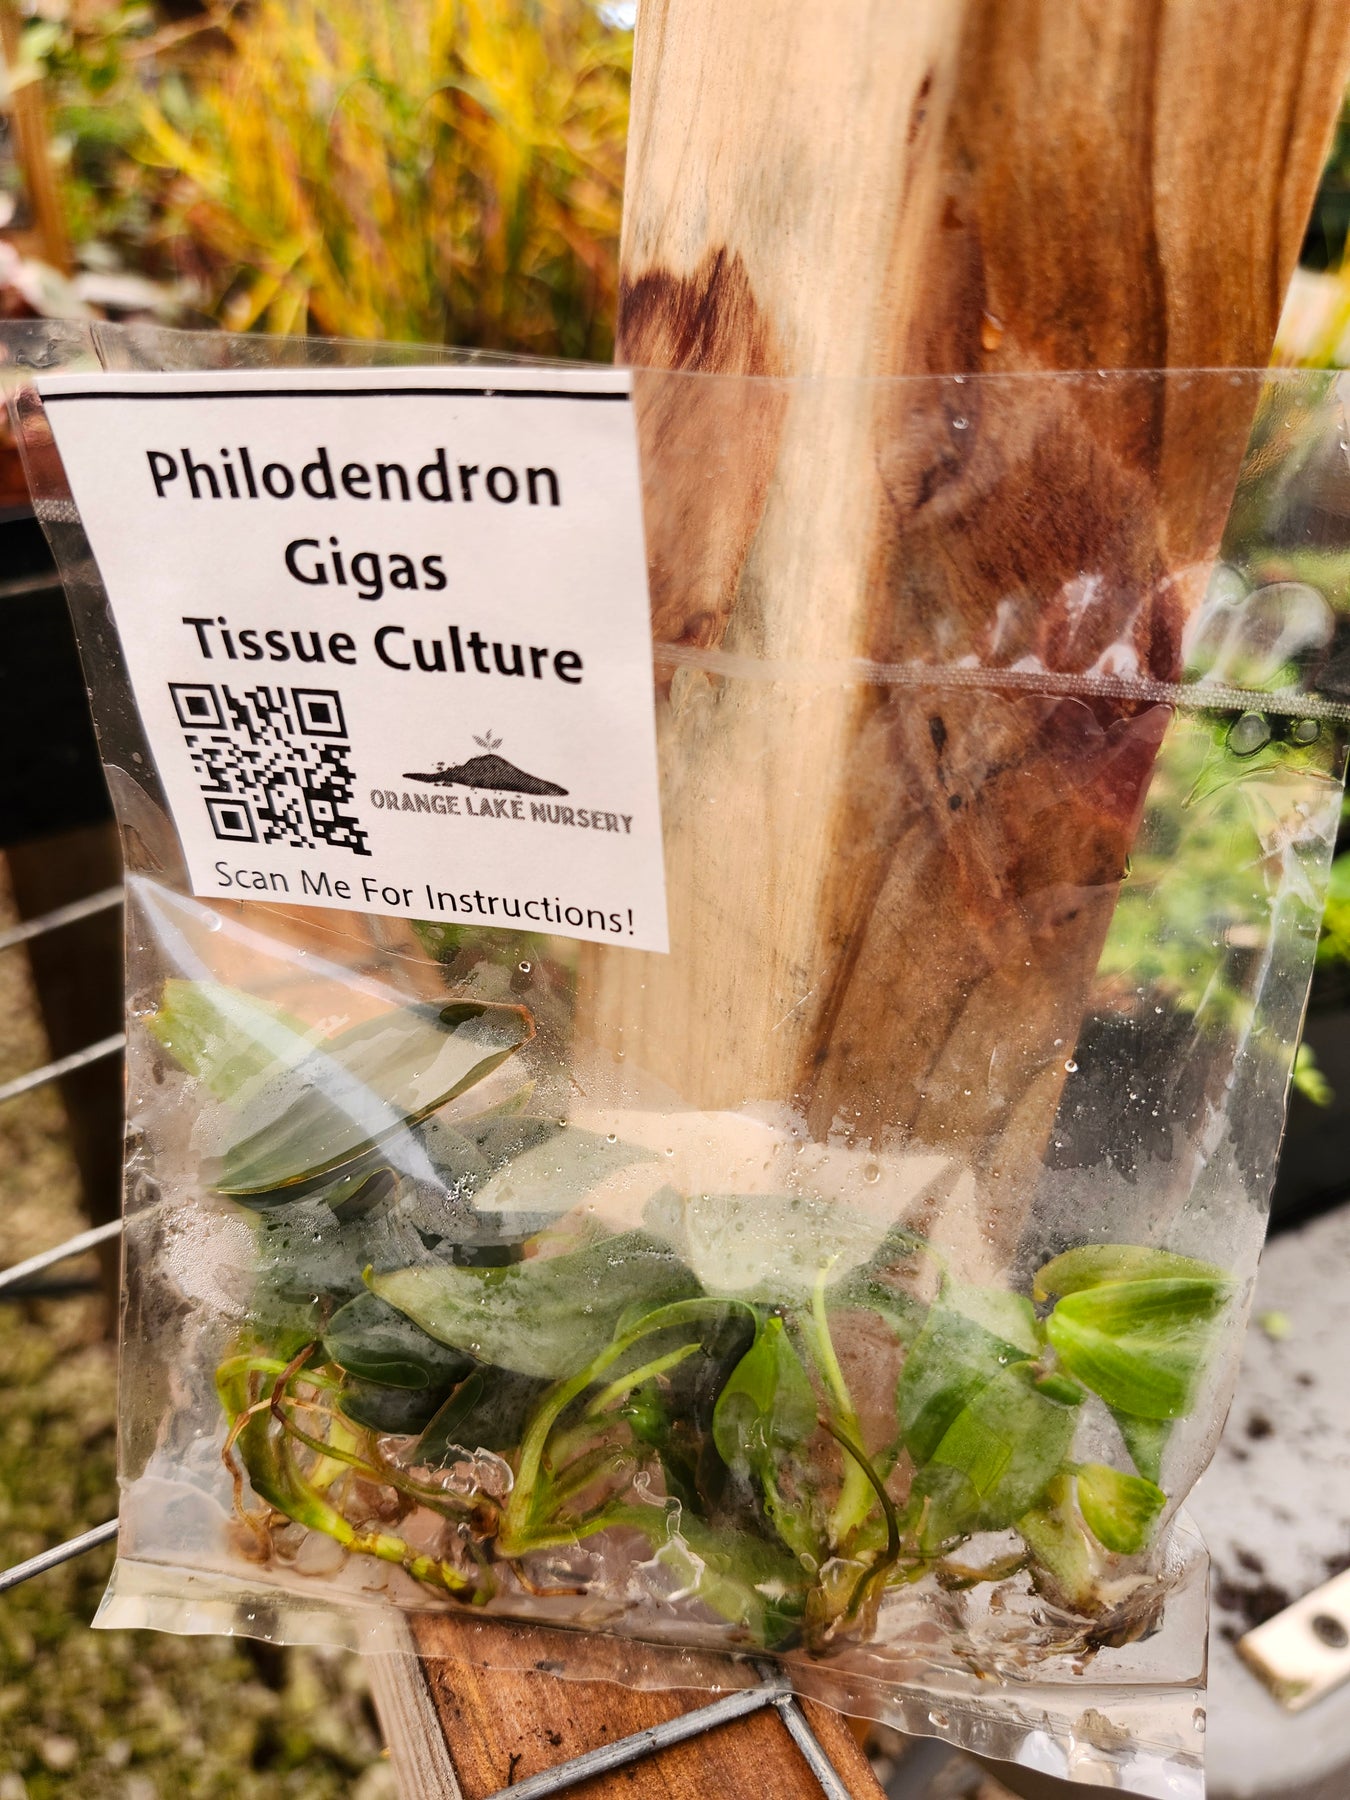 Philodendron
Gigas
Tissue Culture
ORANGE LAKE NURSERY
Scan Me For Instructions!